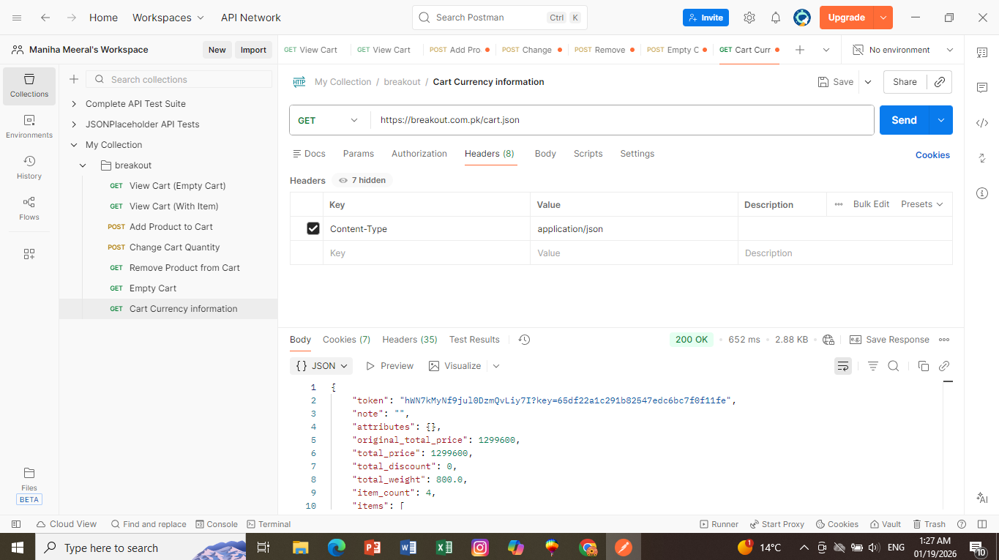 Home Workspaces API Network Search Postman Ctrl K Invite Upgrade
Maniha Meeral's Workspace New Import GET View Cart GET View Cart POST Add Pro POST Change POST Remove POST Empty C GET Cart Curr No environment
Collections
Environments
History
Flows
Files
BETA
Search collections
Complete API Test Suite
JSONPlaceholder API Tests
My Collection
breakout
GET View Cart (Empty Cart)
GET View Cart (With Item)
POST Add Product to Cart
POST Change Cart Quantity
GET Remove Product from Cart
GET Empty Cart
GET Cart Currency information
HTTP My Collection / breakout / Cart Currency information Save Share
GET https://breakout.com.pk/cart.json Send
Docs Params Authorization Headers (8) Body Scripts Settings Cookies
Headers 7 hidden
Key Value Description Bulk Edit Presets
Content-Type application/json
Key Value Description
Body Cookies (7) Headers (35) Test Results 200 OK 652 ms 2.88 KB e.g. Save Response
{} JSON Preview Visualize
1 {
2 "token": "hWN7kMyNf9jul0DzmQvLiy7I?key=65df22a1c291b82547edc6bc7f0f11fe",
3 "note": "",
4 "attributes": {},
5 "original_total_price": 1299600,
6 "total_price": 1299600,
7 "total_discount": 0,
8 "total_weight": 800.0,
9 "item_count": 4,
10 "items": [
AI
Cloud View Find and replace Console Terminal Runner Start Proxy Cookies Vault Trash
Type here to search 1 14°C ENG 1:27 AM
01/19/2026
10